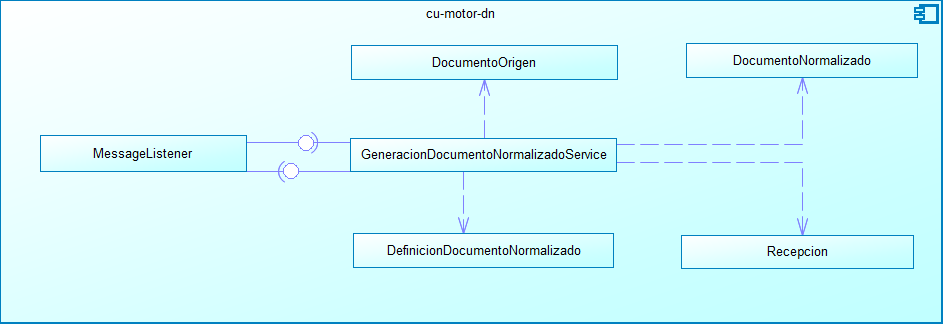 cu-motor-dn
DocumentoOrigen
DocumentoNormalizado
MessageListener
GeneracionDocumentoNormalizadoService
DefinicionDocumentoNormalizado
Recepcion